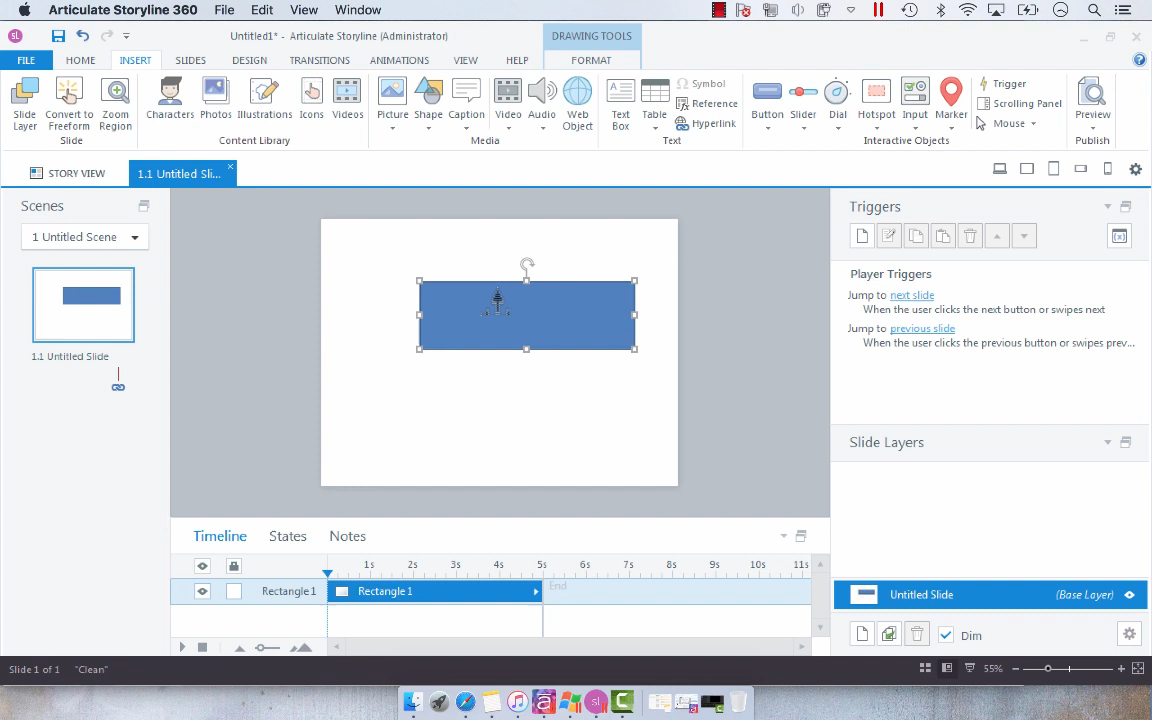 Articulate Storyline 360 File Edit View Window
Untitled1* - Articulate Storyline (Administrator)
DRAWING TOOLS
FILE HOME INSERT SLIDES DESIGN TRANSITIONS ANIMATIONS VIEW HELP FORMAT
Slide Layer
Convert to Freeform
Zoom Region
Characters
Photos
Illustrations
Icons
Videos
Picture
Shape
Caption
Video
Audio
Web Object
Text Box
Table
Symbol
Reference
Hyperlink
Button
Slider
Dial
Hotspot
Input
Marker
Trigger
Scrolling Panel
Mouse
Preview
Slide
Content Library
Media
Text
Interactive Objects
Publish
STORY VIEW
1.1 Untitled Sli...
Scenes
1 Untitled Scene
1.1 Untitled Slide
Triggers
Player Triggers
Jump to next slide
When the user clicks the next button or swipes next
Jump to previous slide
When the user clicks the previous button or swipes prev...
Slide Layers
Untitled Slide (Base Layer)
Dim
Timeline States Notes
1s 2s 3s 4s 5s 6s 7s 8s 9s 10s 11s
Rectangle 1
Rectangle 1
End
Slide 1 of 1 "Clean"
55%